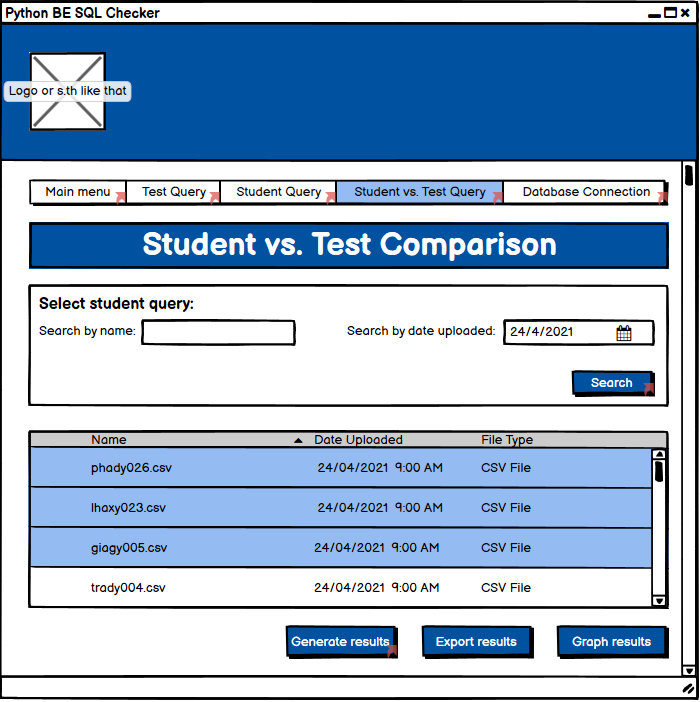 Python BE SQL Checker
Logo or s.th like that
Main menu Test Query Student Query Student vs. Test Query Database Connection
Student vs. Test Comparison
Select student query:
Search by name: Search by date uploaded: 24/4/2021
Search
Name Date Uploaded File Type
phady026.csv 24/04/2021 9:00 AM CSV File
lhaxy023.csv 24/04/2021 9:00 AM CSV File
giagy005.csv 24/04/2021 9:00 AM CSV File
trady004.csv 24/04/2021 9:00 AM CSV File
Generate results Export results Graph results